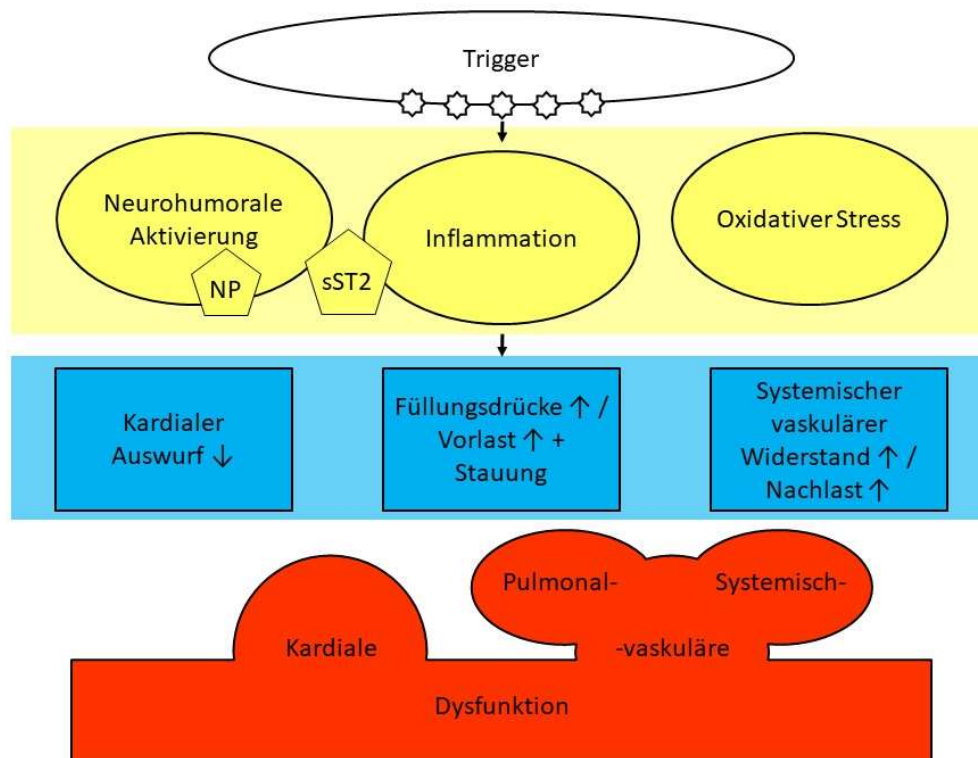 Trigger
Neurohumorale
Aktivierung
NP
sST2
Inflammation
Oxidativer Stress
Kardialer
Auswurf ↓
Füllungsdrücke ↑ /
Vorlast ↑ +
Stauung
Systemischer
vaskulärer
Widerstand ↑ /
Nachlast ↑
Pulmonal-
Systemisch-
Kardiale
-vaskuläre
Dysfunktion